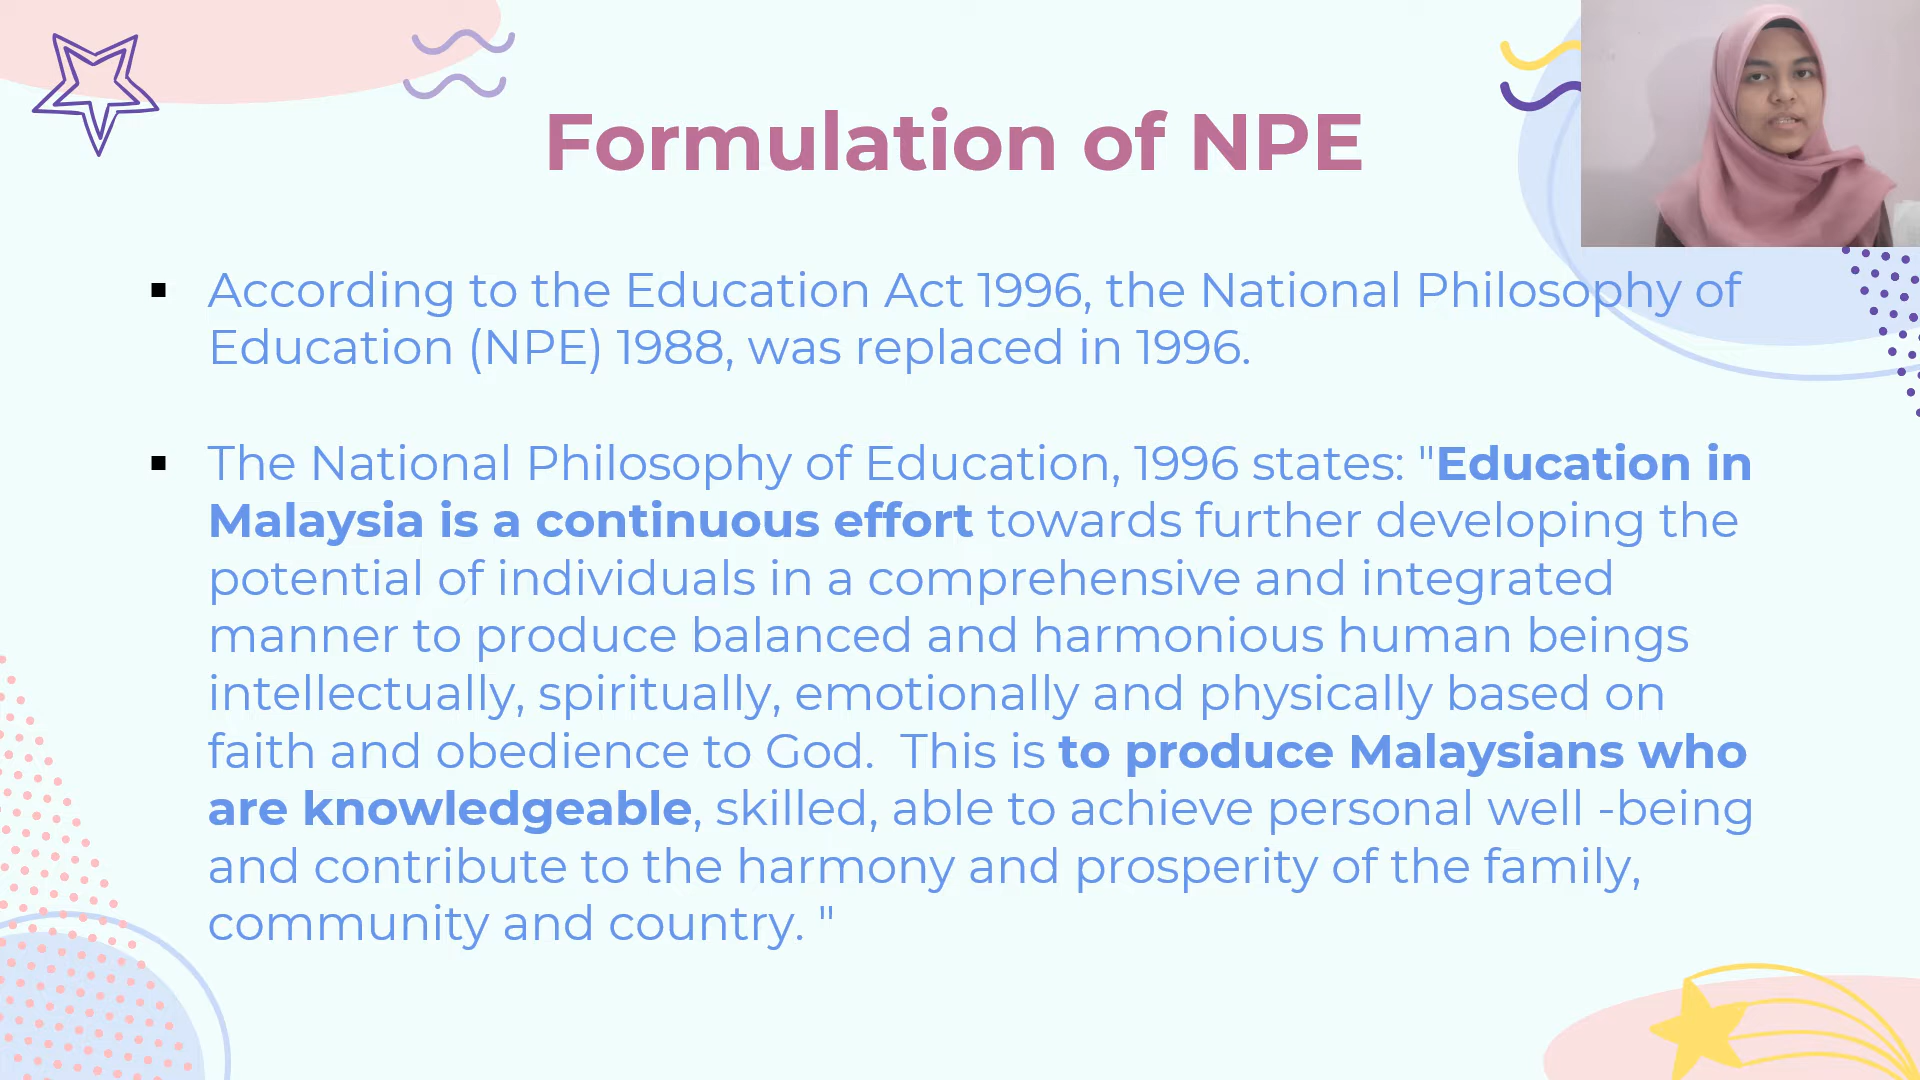 Formulation of NPE
▪ According to the Education Act 1996, the National Philosophy of
Education (NPE) 1988, was replaced in 1996.
▪ The National Philosophy of Education, 1996 states: "Education in
Malaysia is a continuous effort towards further developing the
potential of individuals in a comprehensive and integrated
manner to produce balanced and harmonious human beings
intellectually, spiritually, emotionally and physically based on
faith and obedience to God.  This is to produce Malaysians who
are knowledgeable, skilled, able to achieve personal well -being
and contribute to the harmony and prosperity of the family,
community and country. "